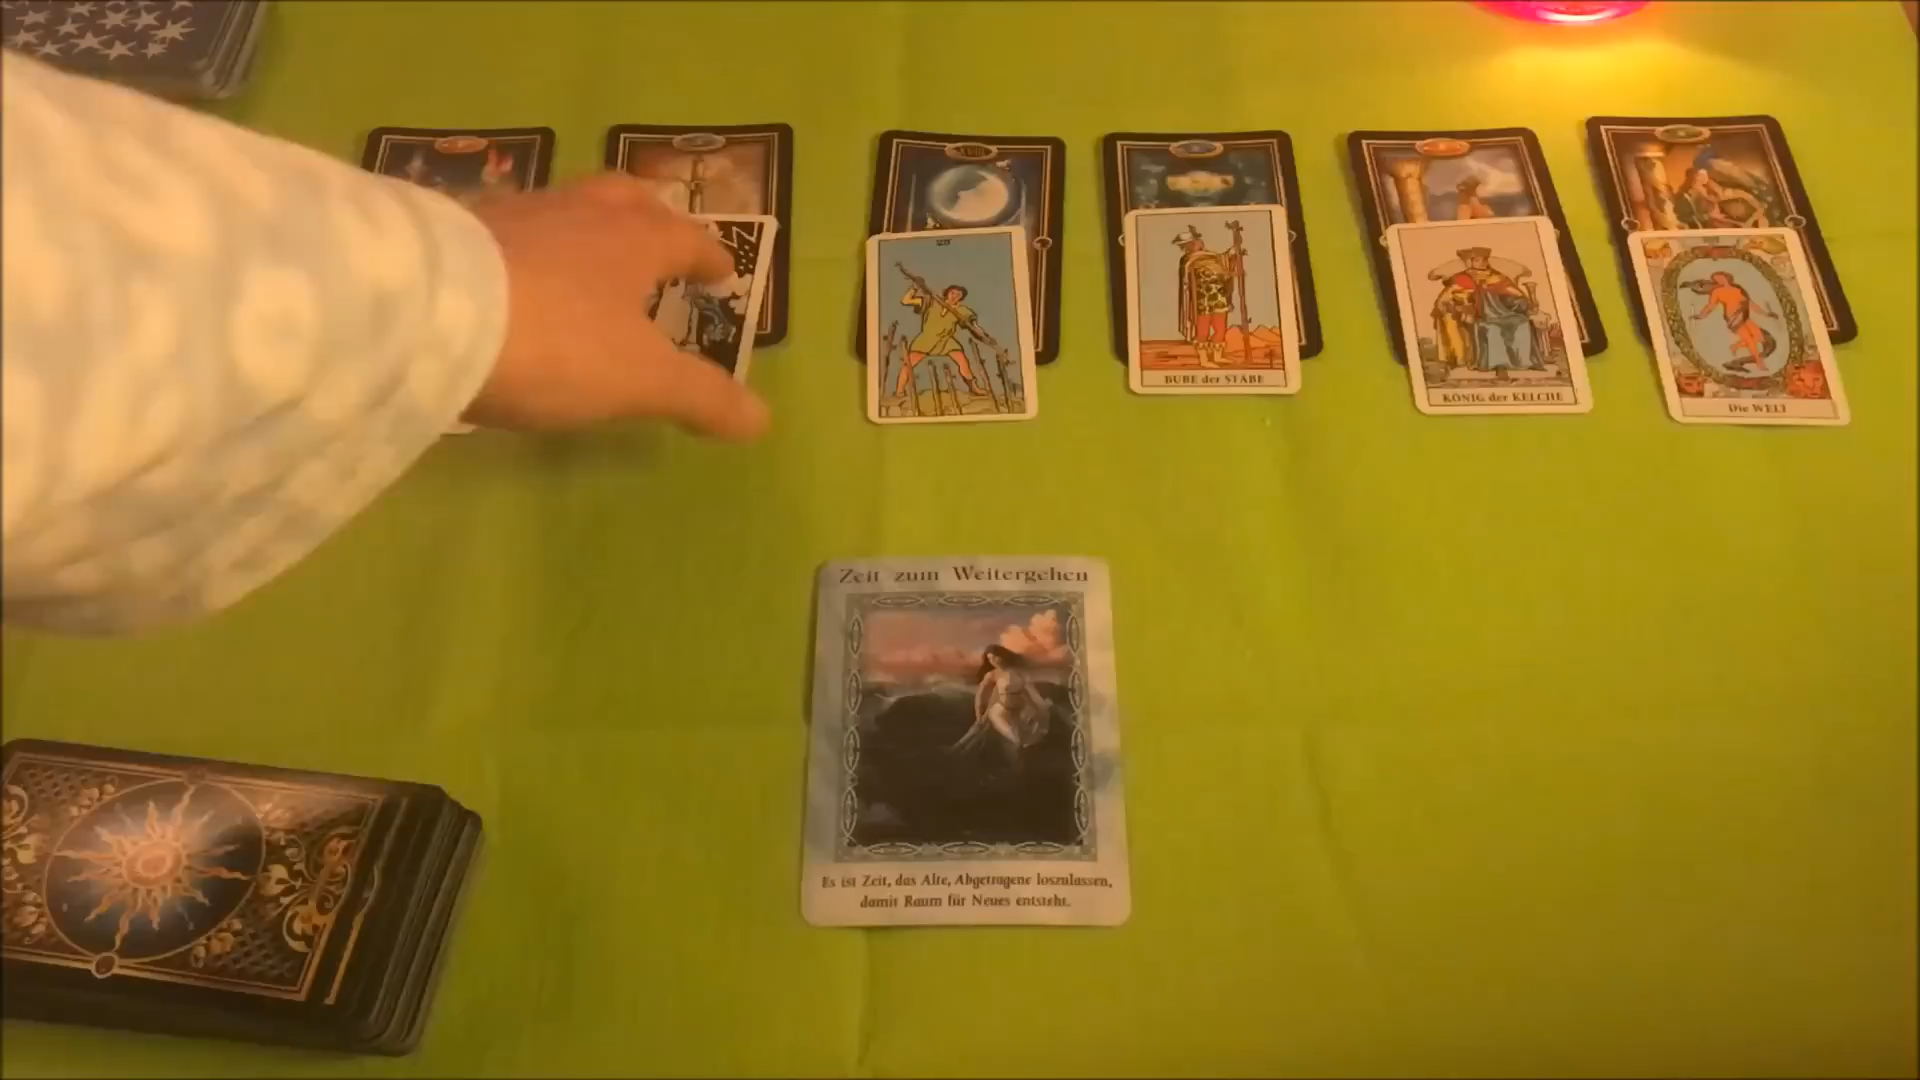 XVIII
BUBE der STÄBE
KÖNIG der KELCHE
Die WELT
Zeit zum Weitergehen
Es ist Zeit, das Alte, Abgetragene loszulassen,
damit Raum für Neues entsteht.